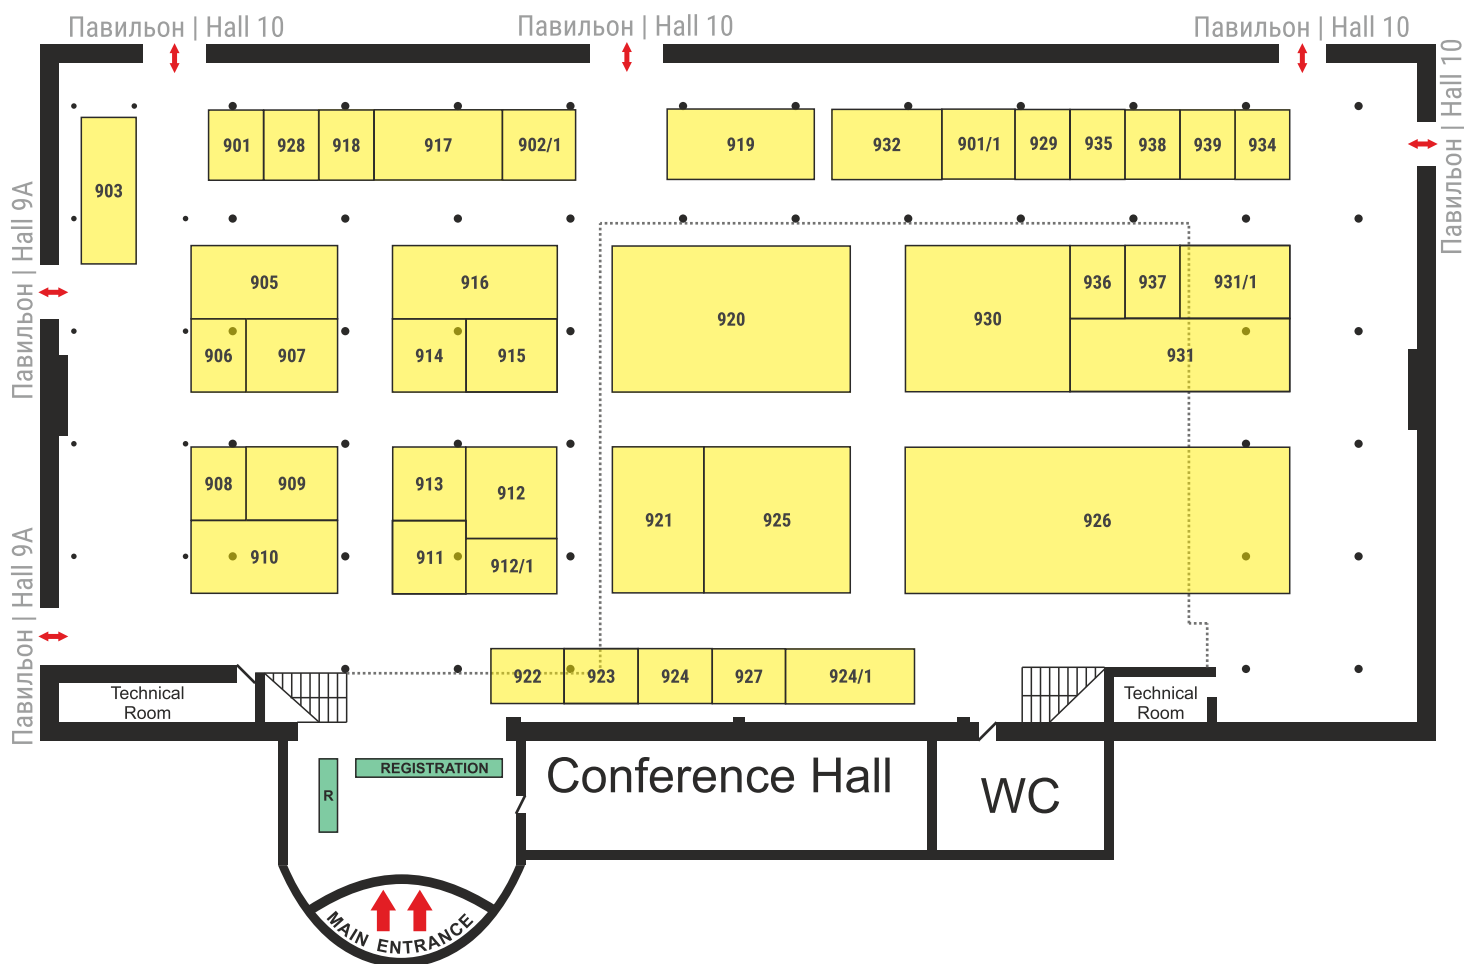 Павильон | Hall 10
Павильон | Hall 10
Павильон | Hall 10
Павильон | Hall 10
Павильон | Hall 9A
Павильон | Hall 9A
901
928
918
917
902/1
919
932
901/1
929
935
938
939
934
903
905
916
920
930
936
937
931/1
906
907
914
915
931
908
909
913
912
921
925
926
910
911
912/1
922
923
924
927
924/1
Technical
Room
Technical
Room
REGISTRATION
R
Conference Hall
WC
MAIN ENTRANCE